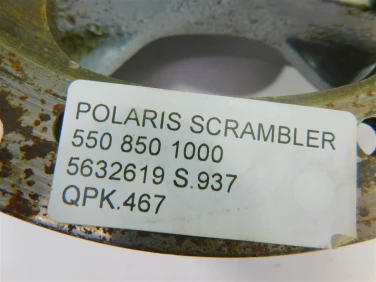 POLARIS SCRAMBLER
550 850 1000
5632619 S.937
QPK.467